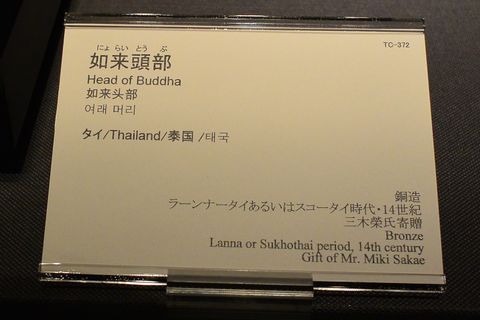 TC-372
にょ らい とう ぶ
如来頭部
Head of Buddha
如来头部
여래 머리
タイ/Thailand/泰国 /태국
銅造
ラーンナータイあるいはスコータイ時代・14世紀
三木榮氏寄贈
Bronze
Lanna or Sukhothai period, 14th century
Gift of Mr. Miki Sakae